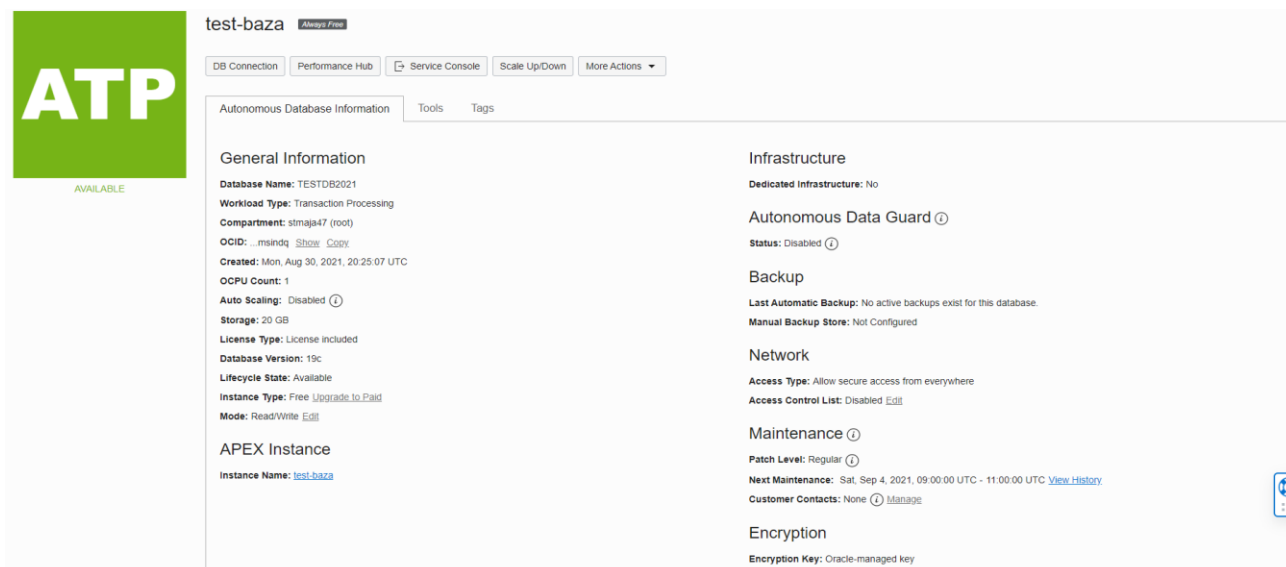 test-baza Always Free
DB Connection Performance Hub Service Console Scale Up/Down More Actions
ATP
AVAILABLE
Autonomous Database Information Tools Tags
General Information
Database Name: TESTDB2021
Workload Type: Transaction Processing
Compartment: stmaja47 (root)
OCID: ...msindq Show Copy
Created: Mon, Aug 30, 2021, 20:25:07 UTC
OCPU Count: 1
Auto Scaling: Disabled
Storage: 20 GB
License Type: License included
Database Version: 19c
Lifecycle State: Available
Instance Type: Free Upgrade to Paid
Mode: Read/Write Edit
APEX Instance
Instance Name: test-baza
Infrastructure
Dedicated Infrastructure: No
Autonomous Data Guard
Status: Disabled
Backup
Last Automatic Backup: No active backups exist for this database.
Manual Backup Store: Not Configured
Network
Access Type: Allow secure access from everywhere
Access Control List: Disabled Edit
Maintenance
Patch Level: Regular
Next Maintenance: Sat, Sep 4, 2021, 09:00:00 UTC - 11:00:00 UTC View History
Customer Contacts: None Manage
Encryption
Encryption Key: Oracle-managed key